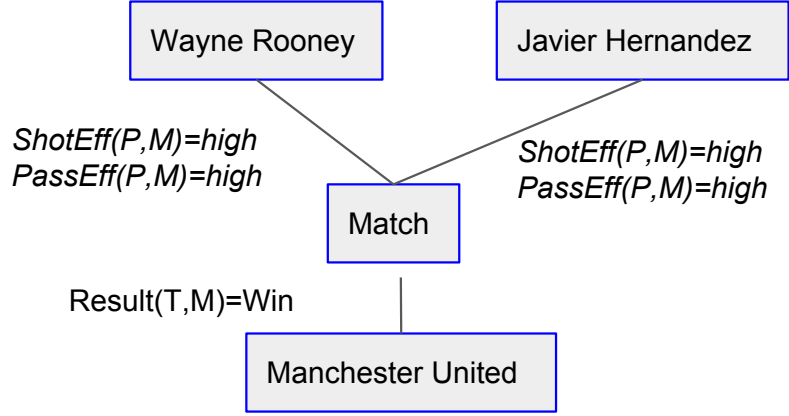 Wayne Rooney
Javier Hernandez
ShotEff(P,M)=high
PassEff(P,M)=high
ShotEff(P,M)=high
PassEff(P,M)=high
Match
Result(T,M)=Win
Manchester United